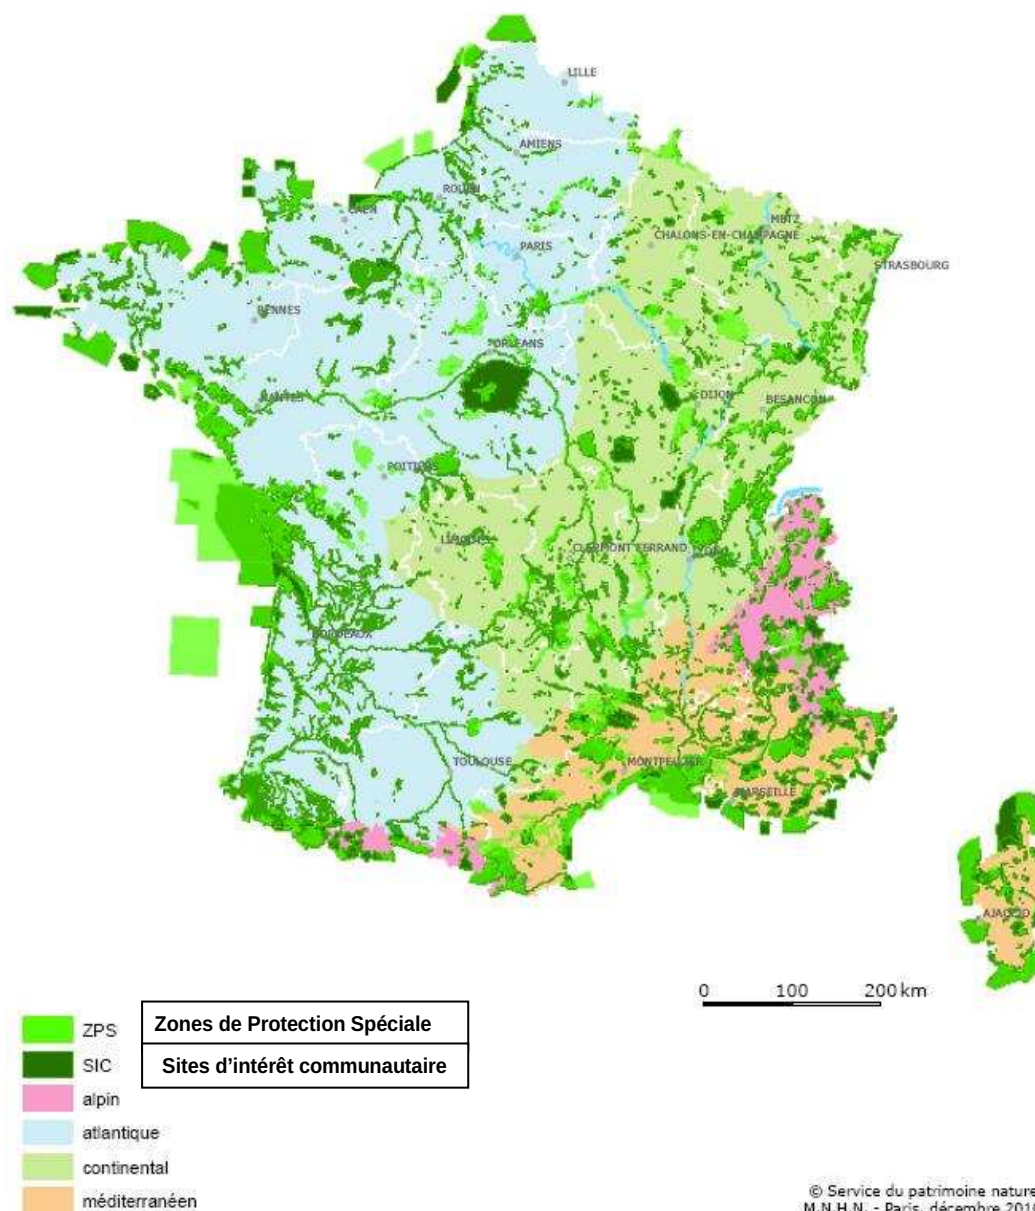 LILLE
AMIENS
ROUEN
CAEN
METZ
CHALONS-EN-CHAMPAGNE
PARIS
STRASBOURG
RENNES
ORLEANS
NANTES
DIJON
BESANCON
POITIERS
LIMOGES
CLERMONT FERRAND
LYON
BORDEAUX
TOULOUSE
MONTPELLIER
MARSEILLE
AJACCIO
0 100 200 km
ZPS
Zones de Protection Spéciale
SIC
Sites d’intérêt communautaire
alpin
atlantique
continental
méditerranéen
© Service du patrimoine nature
M.N.H.N. - Paris, décembre 2010